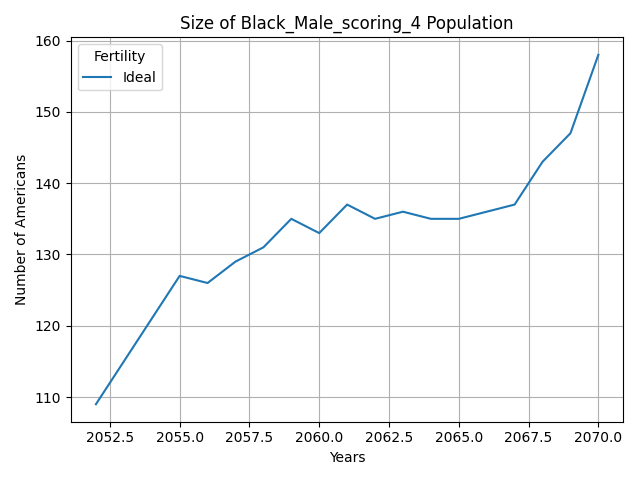 Size of Black_Male_scoring_4 Population
Fertility
Ideal
Number of Americans
160
150
140
130
120
110
2052.5 2055.0 2057.5 2060.0 2062.5 2065.0 2067.5 2070.0
Years